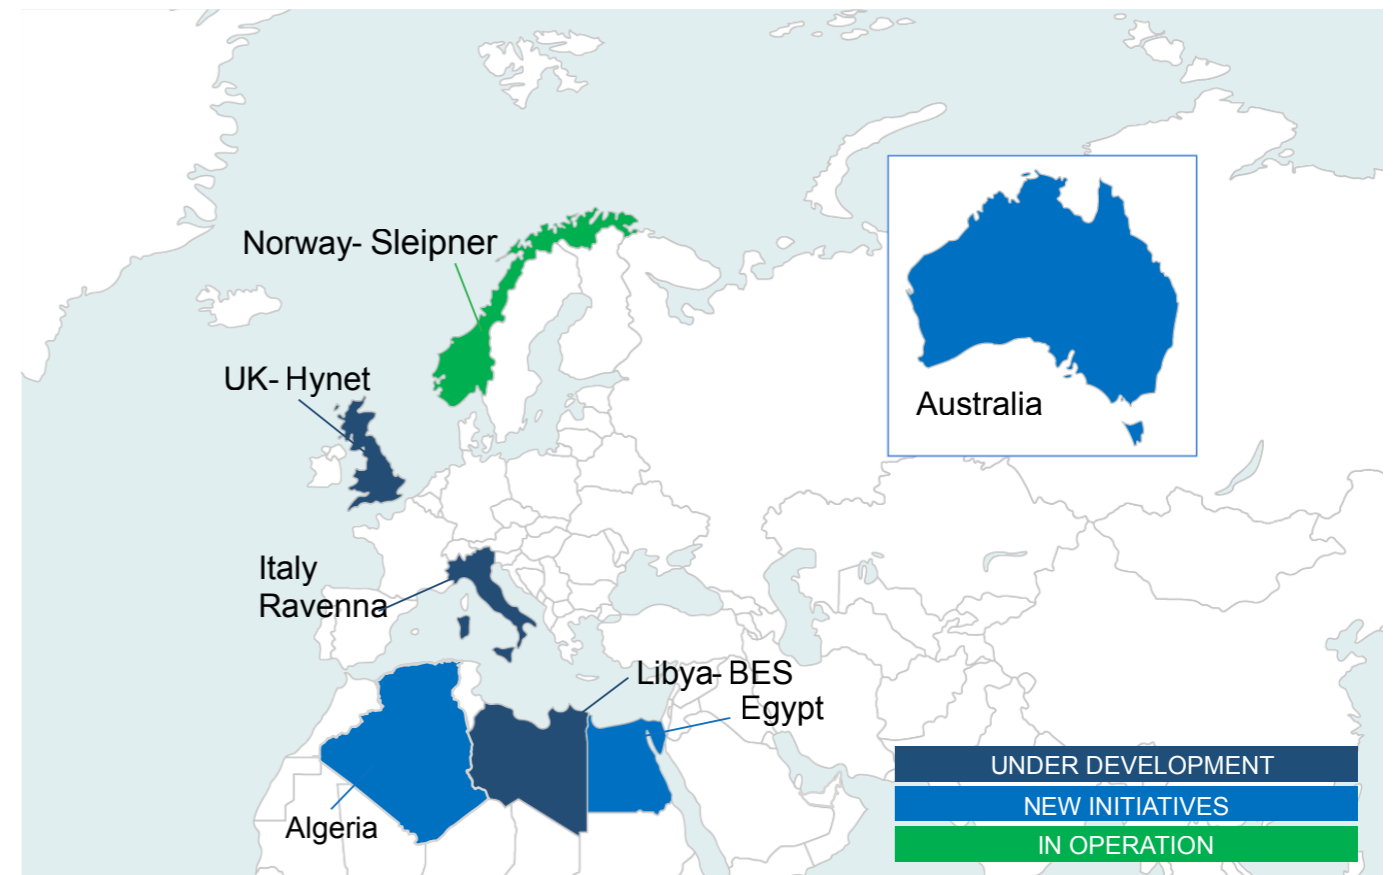 Norway- Sleipner
UK- Hynet
Australia
Italy
Ravenna
Libya- BES
Egypt
Algeria
UNDER DEVELOPMENT
NEW INITIATIVES
IN OPERATION